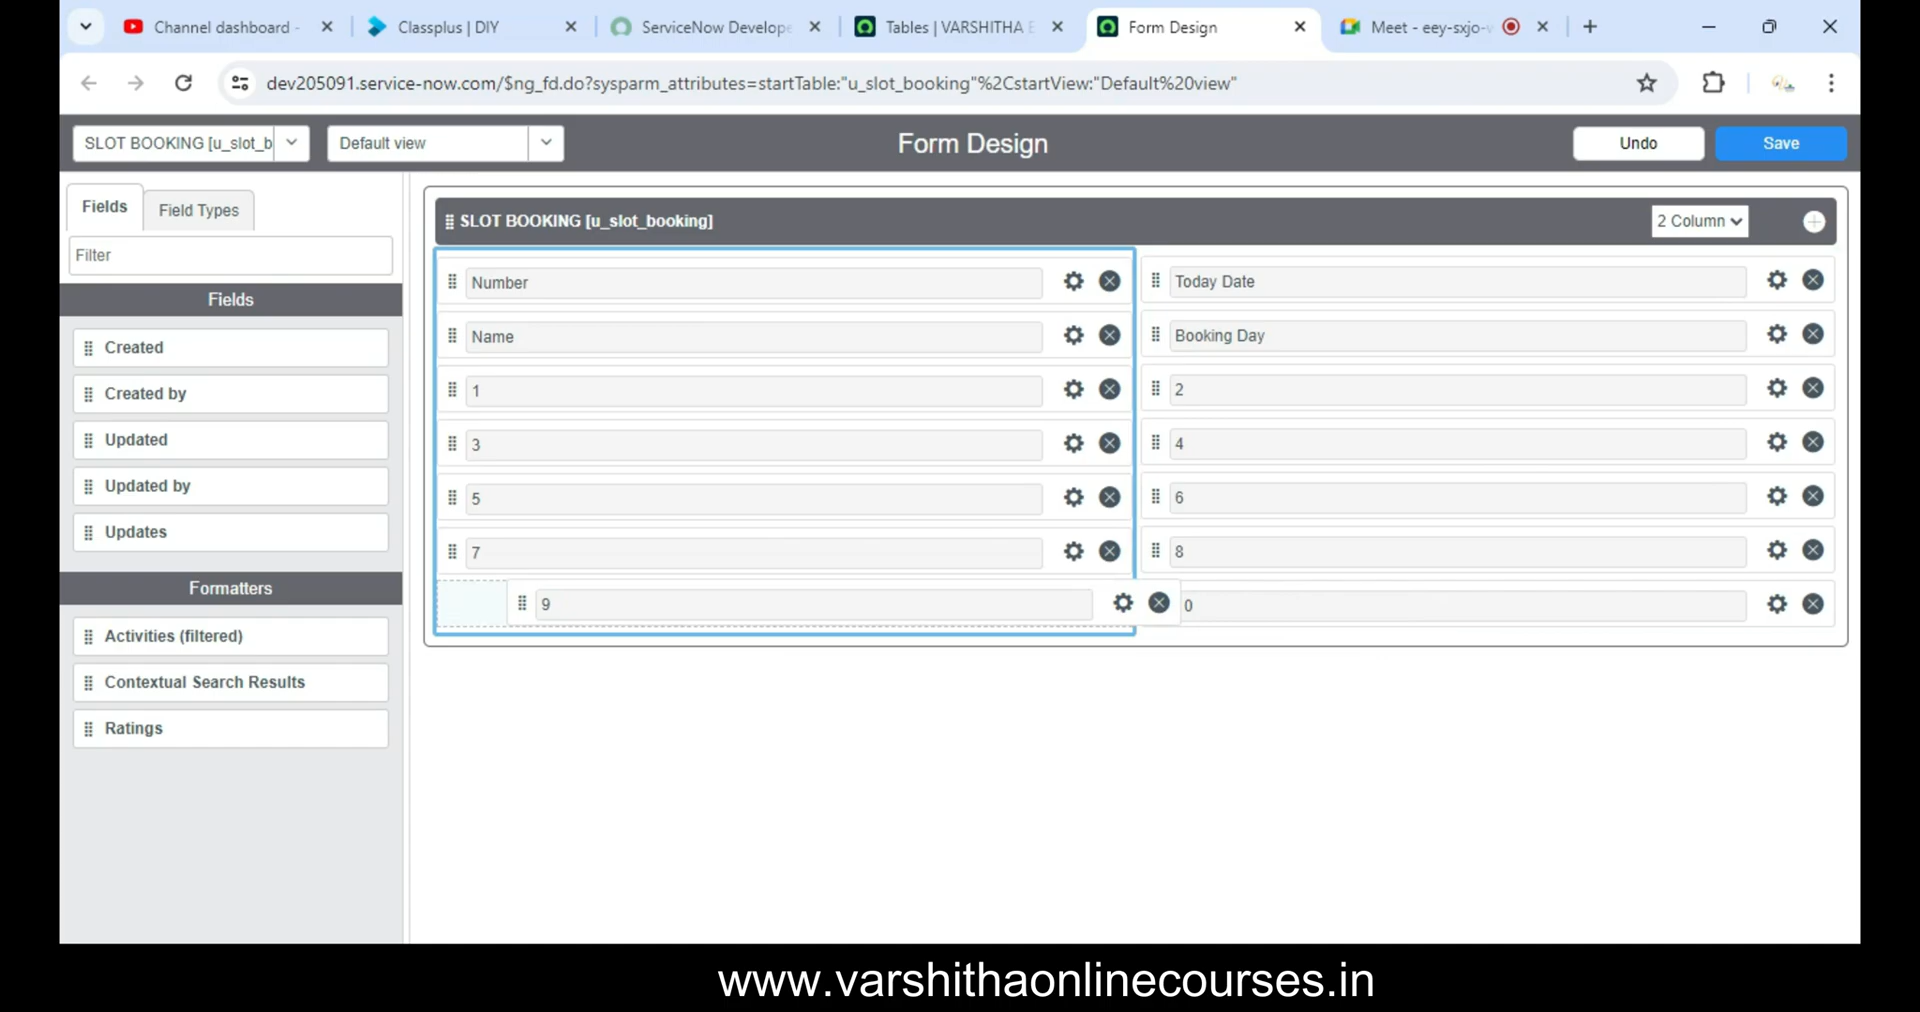 Channel dashboard -
Classplus | DIY
ServiceNow Develope
Tables | VARSHITHA E
Form Design
Meet - eey-sxjo-v
dev205091.service-now.com/$ng_fd.do?sysparm_attributes=startTable:"u_slot_booking"%2CstartView:"Default%20view"
SLOT BOOKING [u_slot_b
Default view
Form Design
Undo
Save
Fields
Field Types
Filter
Fields
Created
Created by
Updated
Updated by
Updates
Formatters
Activities (filtered)
Contextual Search Results
Ratings
SLOT BOOKING [u_slot_booking]
2 Column
Number
Today Date
Name
Booking Day
1
2
3
4
5
6
7
8
9
0
www.varshithaonlinecourses.in